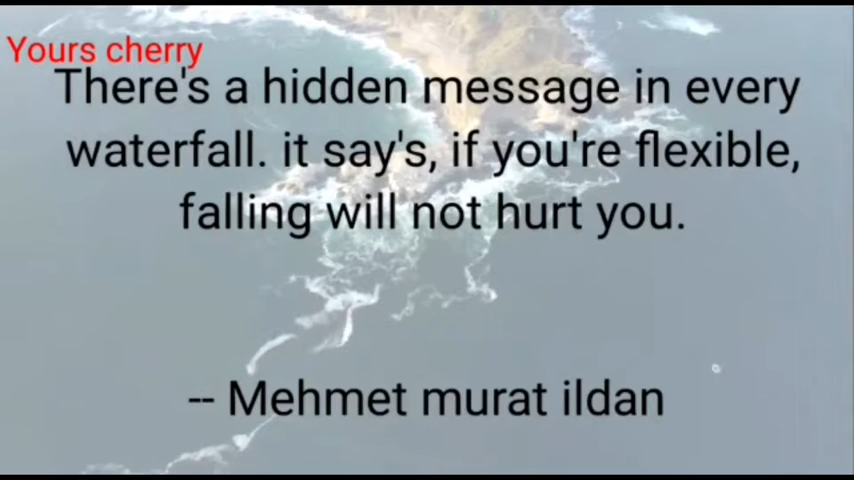 Yours cherry
There's a hidden message in every
waterfall. it say's, if you're flexible,
falling will not hurt you.
-- Mehmet murat ildan